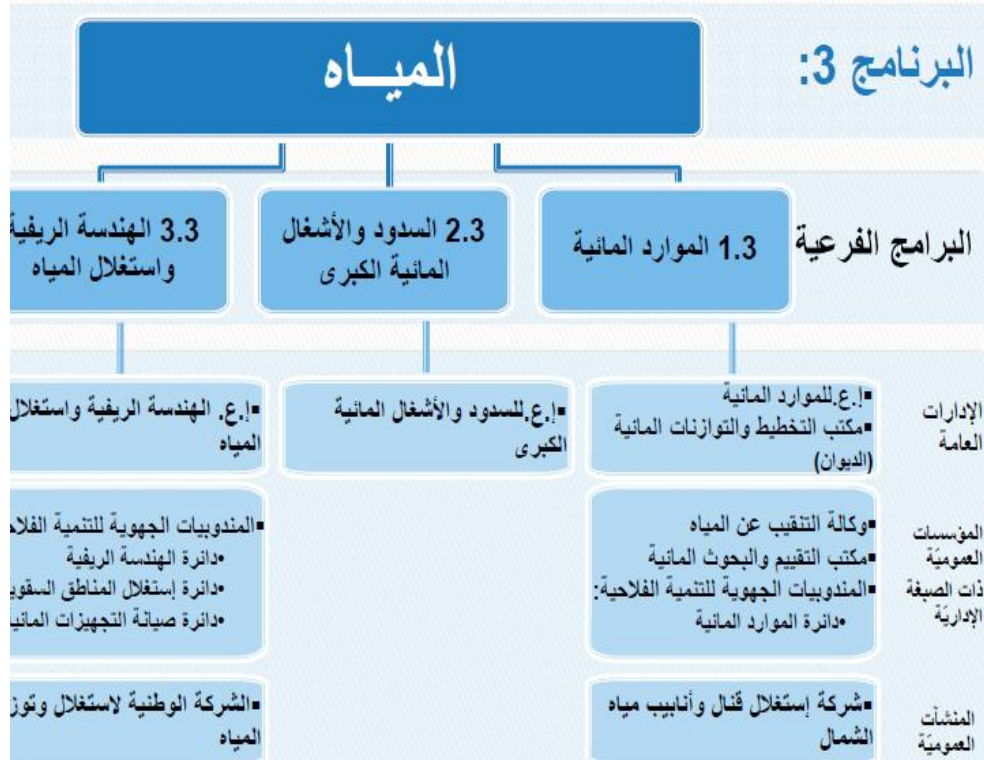 البرنامج 3:
الميــاه
البرامج الفرعية
1.3 الموارد المائية
2.3 السدود والأشغال
المائية الكبرى
3.3 الهندسة الريفية
واستغلال المياه
الإدارات
العامة
▪إ.ع.للموارد المائية
▪مكتب التخطيط والتوازنات المائية
(الديوان)
▪إ.ع.للسدود والأشغال المائية
الكبرى
▪إ.ع. الهندسة الريفية واستغلال
المياه
المؤسسات
العموميّة
ذات الصبغة
الإداريّة
▪وكالة التنقيب عن المياه
▪مكتب التقييم والبحوث المائية
▪المندوبيات الجهوية للتنمية الفلاحية:
•دائرة الموارد المائية
▪المندوبيات الجهوية للتنمية
•دائرة الهندسة الريفية
•دائرة إستغلال المناطق
•دائرة صيانة التجهيزات
المنشآت
العموميّة
▪شركة إستغلال قنال وأنابيب مياه
الشمال
▪الشركة الوطنية لاستغلال
المياه